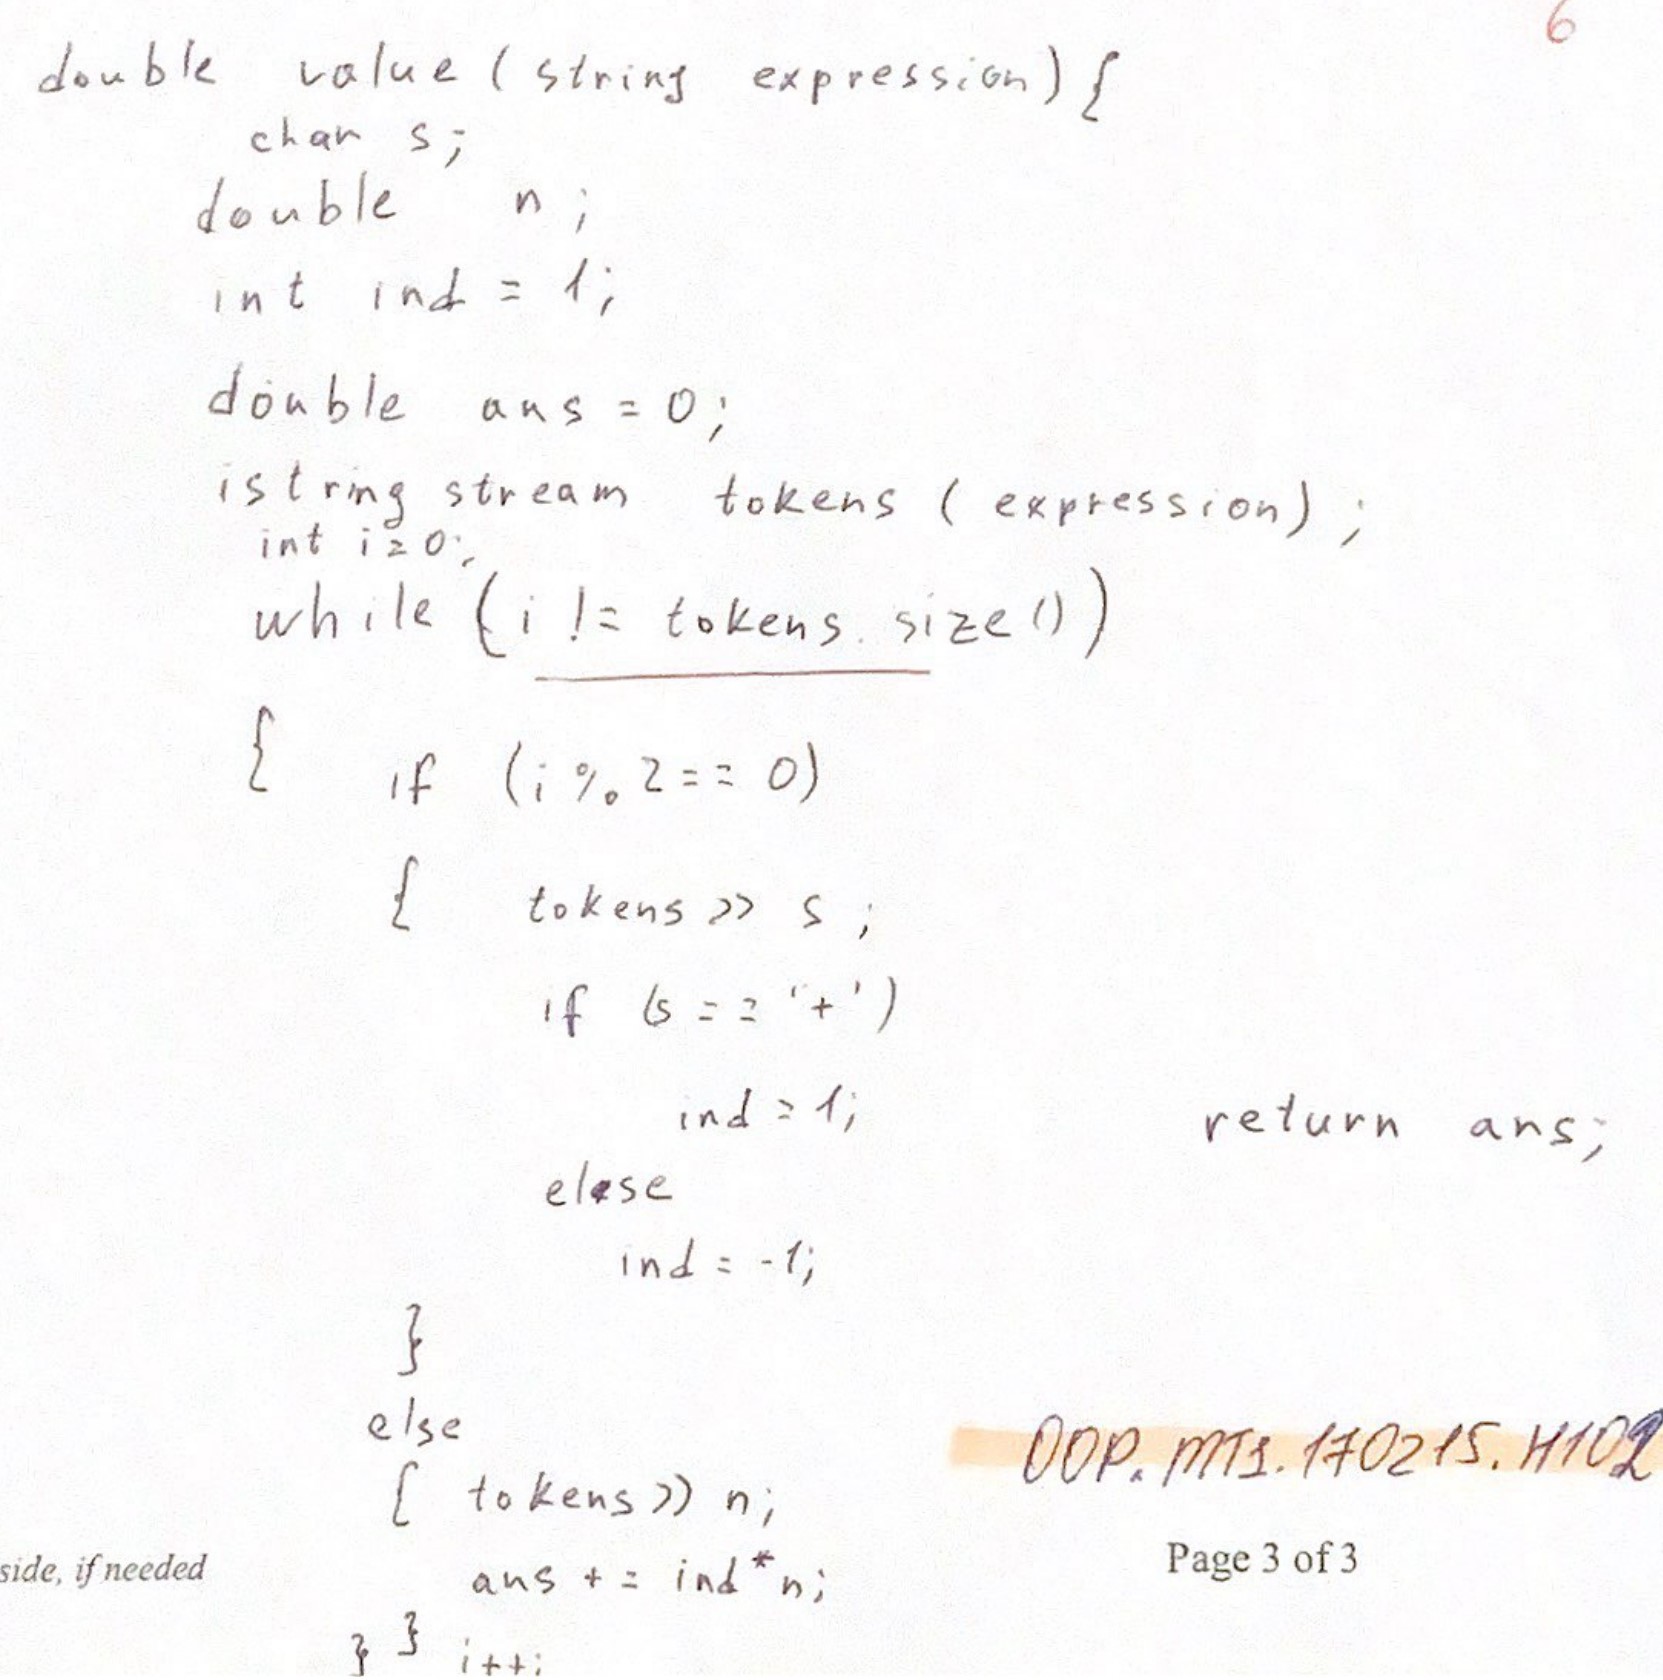 6
double value (string expression) {
char s;
double n;
int ind = 1;
double ans = 0;
istringstream tokens (expression);
int i = 0;
while (i != tokens.size())
{ if (i % 2 == 0)
{ tokens >> s;
if (s == '+')
ind = 1;
return ans;
else
ind = -1;
}
else
{ tokens >> n;
ans += ind*n;
} } i++;
OOP.MT1.170215.H102
side, if needed
Page 3 of 3